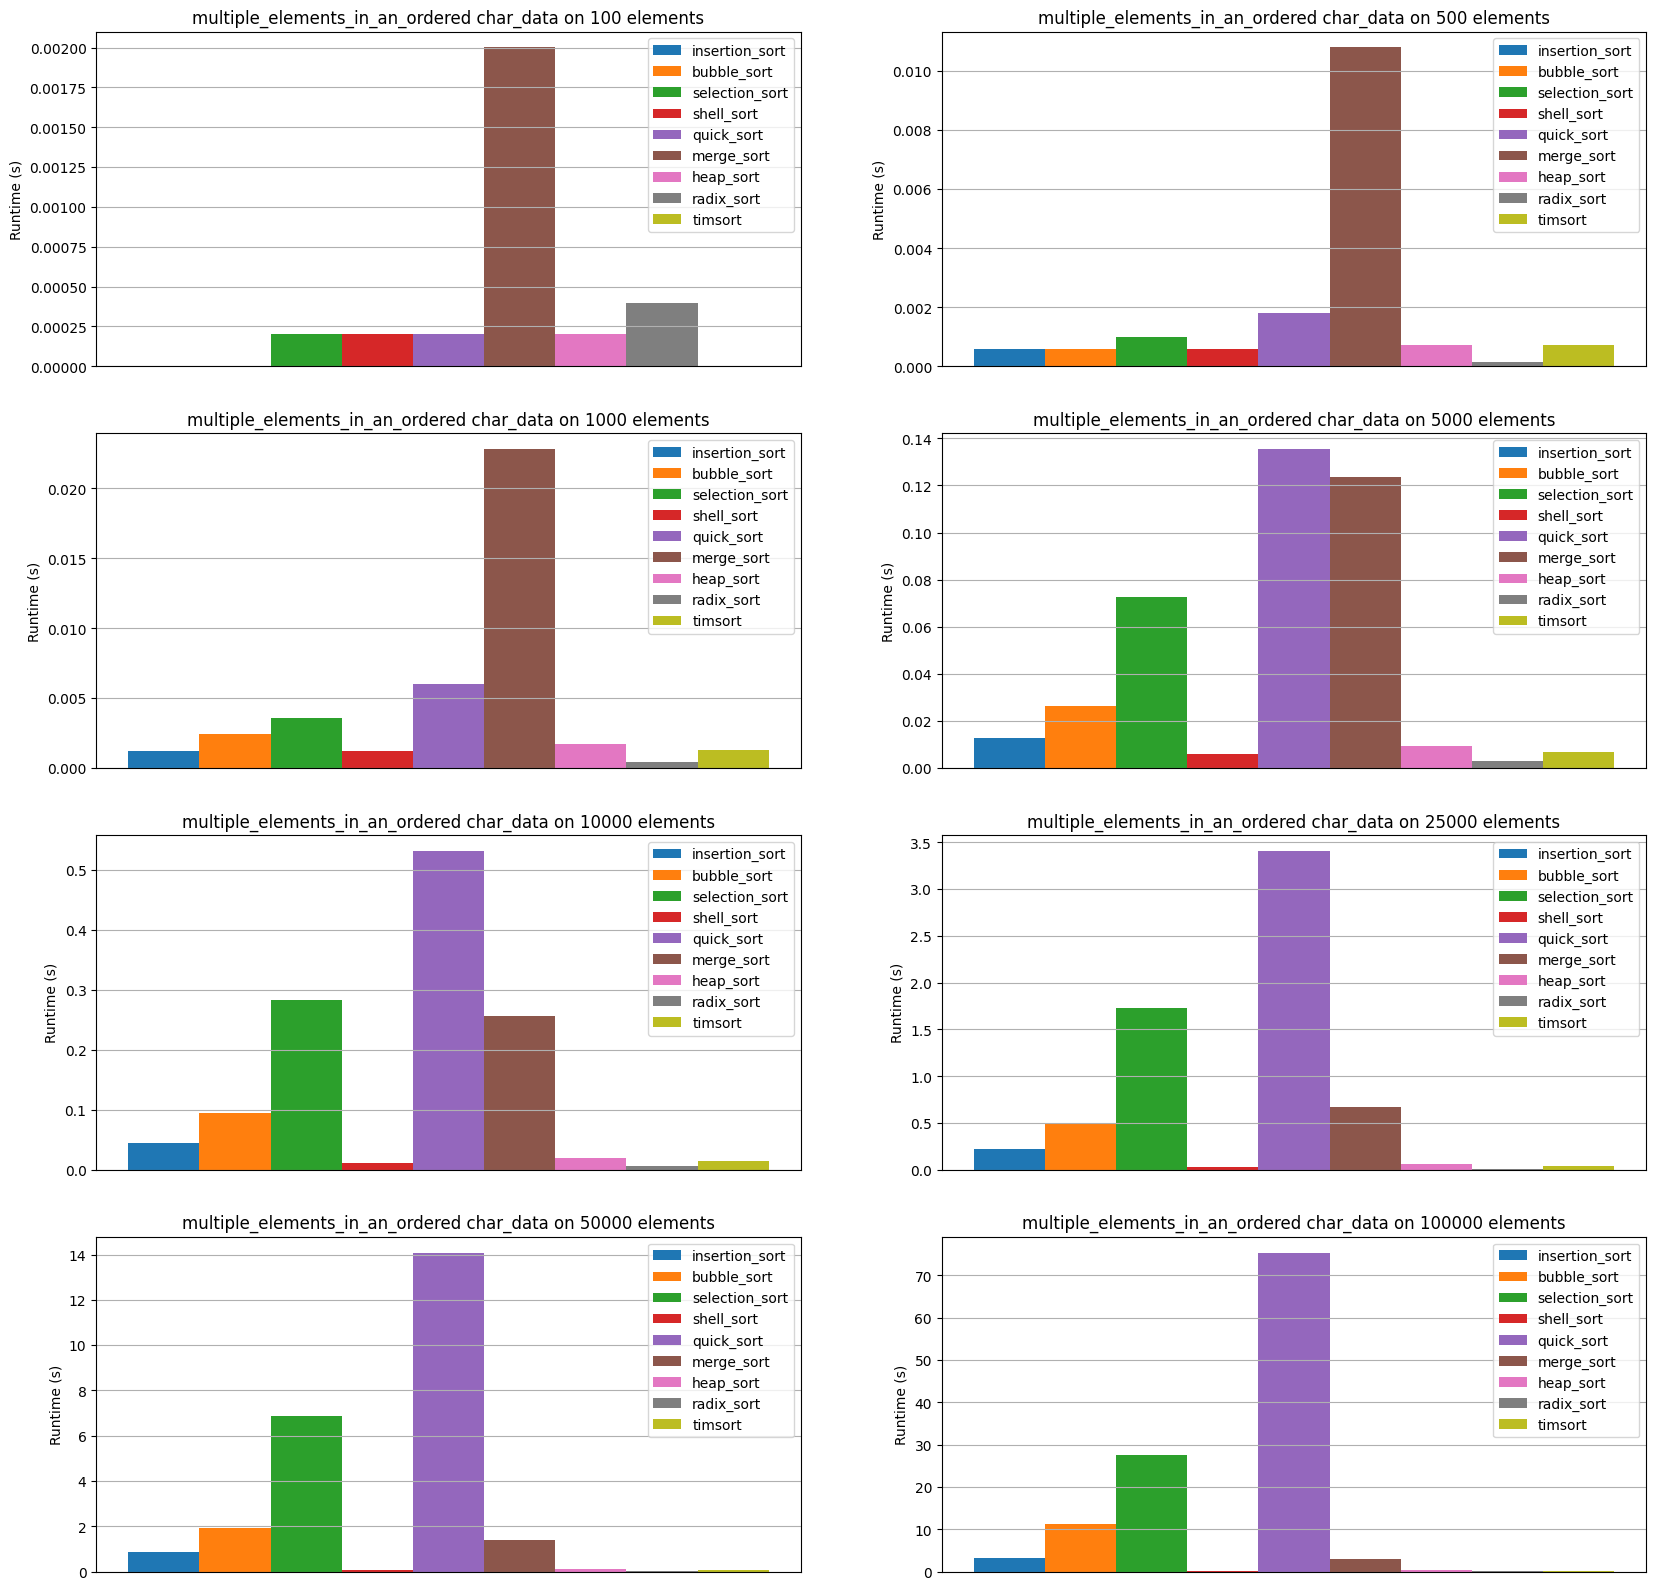 multiple_elements_in_an_ordered char_data on 100 elements
Runtime (s)
0.00200
0.00175
0.00150
0.00125
0.00100
0.00075
0.00050
0.00025
0.00000
insertion_sort
bubble_sort
selection_sort
shell_sort
quick_sort
merge_sort
heap_sort
radix_sort
timsort
multiple_elements_in_an_ordered char_data on 500 elements
Runtime (s)
0.010
0.008
0.006
0.004
0.002
0.000
insertion_sort
bubble_sort
selection_sort
shell_sort
quick_sort
merge_sort
heap_sort
radix_sort
timsort
multiple_elements_in_an_ordered char_data on 1000 elements
Runtime (s)
0.020
0.015
0.010
0.005
0.000
insertion_sort
bubble_sort
selection_sort
shell_sort
quick_sort
merge_sort
heap_sort
radix_sort
timsort
multiple_elements_in_an_ordered char_data on 5000 elements
Runtime (s)
0.14
0.12
0.10
0.08
0.06
0.04
0.02
0.00
insertion_sort
bubble_sort
selection_sort
shell_sort
quick_sort
merge_sort
heap_sort
radix_sort
timsort
multiple_elements_in_an_ordered char_data on 10000 elements
Runtime (s)
0.5
0.4
0.3
0.2
0.1
0.0
insertion_sort
bubble_sort
selection_sort
shell_sort
quick_sort
merge_sort
heap_sort
radix_sort
timsort
multiple_elements_in_an_ordered char_data on 25000 elements
Runtime (s)
3.5
3.0
2.5
2.0
1.5
1.0
0.5
0.0
insertion_sort
bubble_sort
selection_sort
shell_sort
quick_sort
merge_sort
heap_sort
radix_sort
timsort
multiple_elements_in_an_ordered char_data on 50000 elements
Runtime (s)
14
12
10
8
6
4
2
0
insertion_sort
bubble_sort
selection_sort
shell_sort
quick_sort
merge_sort
heap_sort
radix_sort
timsort
multiple_elements_in_an_ordered char_data on 100000 elements
Runtime (s)
70
60
50
40
30
20
10
0
insertion_sort
bubble_sort
selection_sort
shell_sort
quick_sort
merge_sort
heap_sort
radix_sort
timsort